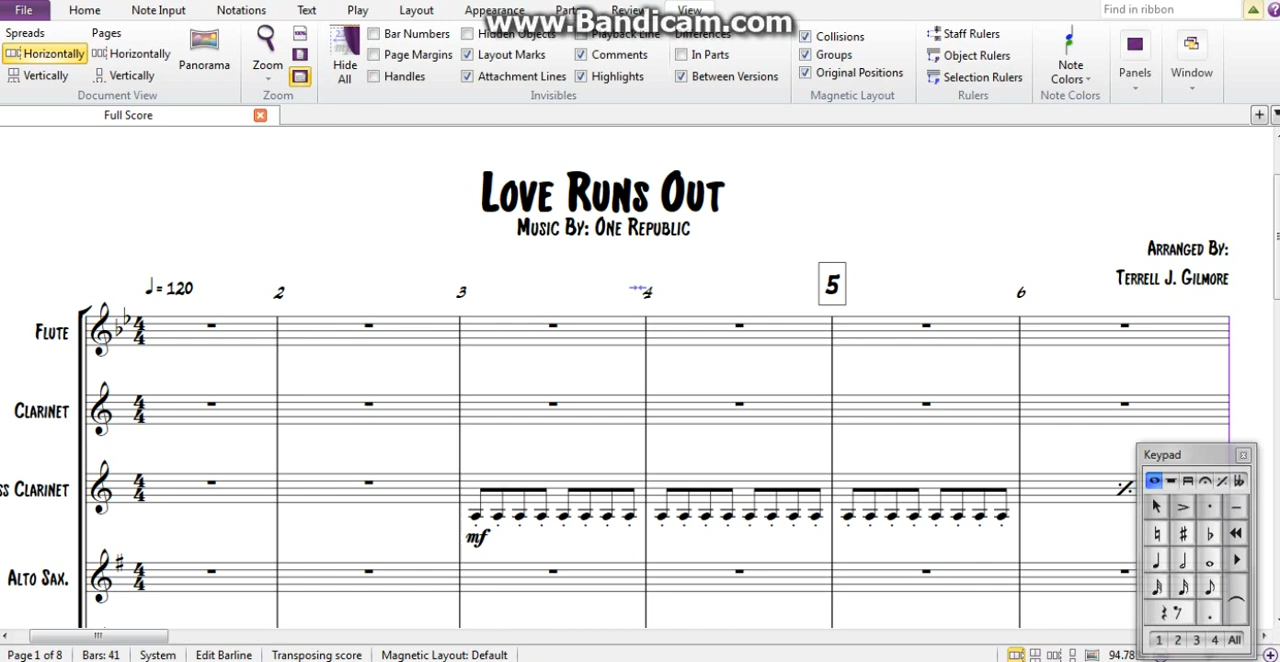 File Home Note Input Notations Text Play Layout Appearance Parts Review View Find in ribbon
www.Bandicam.com
Spreads Pages
Horizontally Horizontally
Vertically Vertically
Panorama
Document View
Zoom
Zoom
Hide All
Bar Numbers Hidden Objects Playback Line Differences
Page Margins Layout Marks Comments In Parts
Handles Attachment Lines Highlights Between Versions
Invisibles
Collisions
Groups
Original Positions
Magnetic Layout
Staff Rulers
Object Rulers
Selection Rulers
Rulers
Note Colors
Note Colors
Panels
Window
Full Score
Love Runs Out
Music By: One Republic
Arranged By:
Terrell J. Gilmore
= 120 2 3 4 5 6
Flute
Clarinet
ss Clarinet
mf
Alto Sax.
Keypad
1 2 3 4 All
Page 1 of 8 Bars: 41 System Edit Barline Transposing score Magnetic Layout: Default 94.78